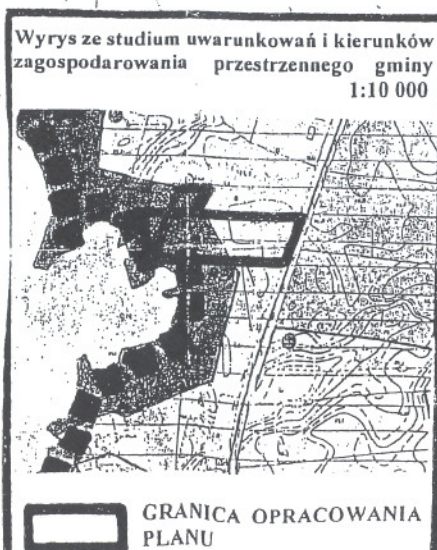 Wyrys ze studium uwarunkowań i kierunków
zagospodarowania przestrzennego gminy
1:10 000
GRANICA OPRACOWANIA
PLANU